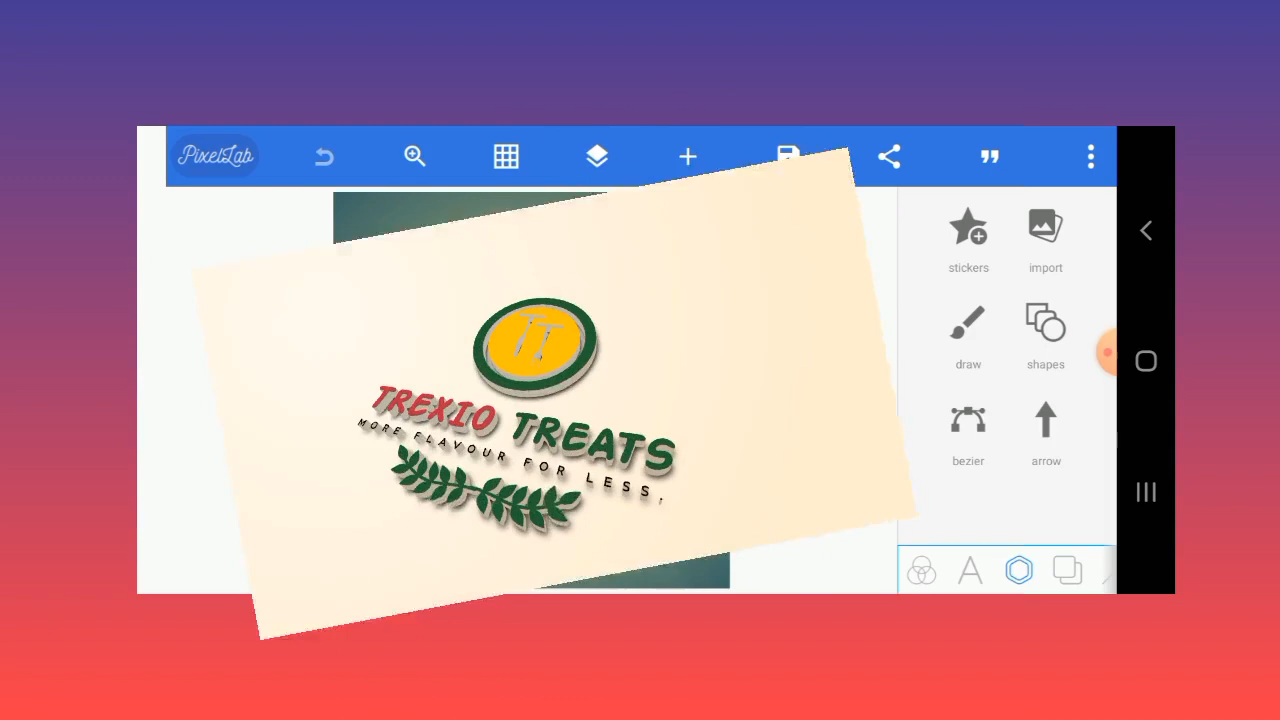 PixelLab
stickers
import
draw
shapes
bezier
arrow
TT
TREXIO TREATS
MORE FLAVOUR FOR LESS.